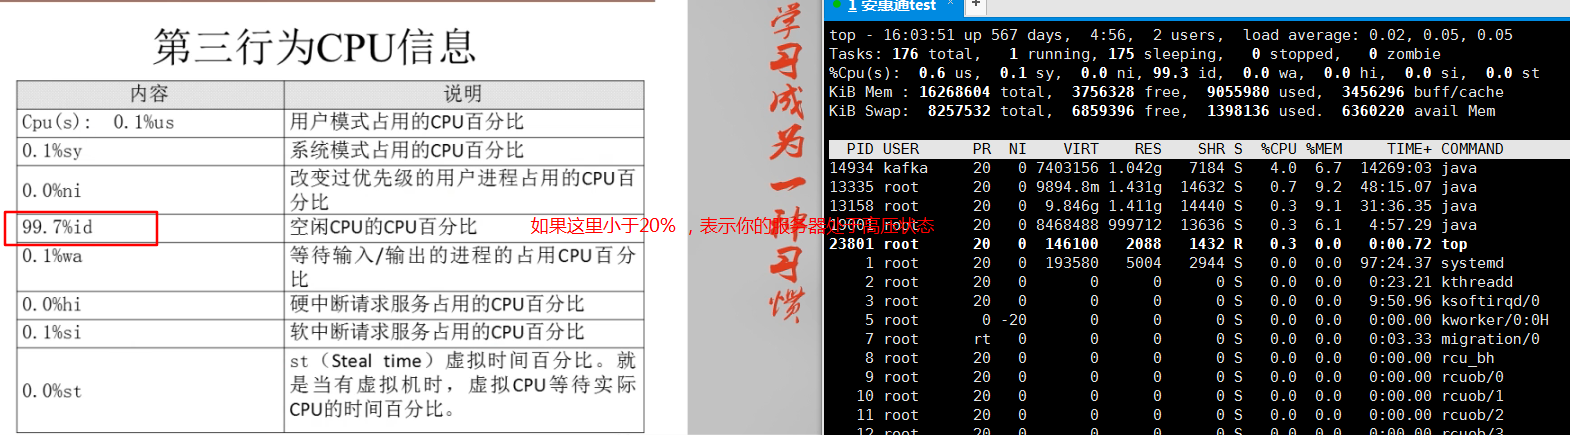 第三行为CPU信息
内容 说明
Cpu(s): 0.1%us 用户模式占用的CPU百分比
0.1%sy 系统模式占用的CPU百分比
0.0%ni 改变过优先级的用户进程占用的CPU百
分比
99.7%id 空闲CPU的CPU百分比
如果这里小于20% ,表示你的服务器处于高压状态
0.1%wa 等待输入/输出的进程的占用CPU百分
比
0.0%hi 硬中断请求服务占用的CPU百分比
0.1%si 软中断请求服务占用的CPU百分比
0.0%st st（Steal time）虚拟时间百分比。就
是当有虚拟机时，虚拟CPU等待实际
CPU的时间百分比。
学习成为一种习惯
1 安惠通test × +
top - 16:03:51 up 567 days, 4:56, 2 users, load average: 0.02, 0.05, 0.05
Tasks: 176 total, 1 running, 175 sleeping, 0 stopped, 0 zombie
%Cpu(s): 0.6 us, 0.1 sy, 0.0 ni, 99.3 id, 0.0 wa, 0.0 hi, 0.0 si, 0.0 st
KiB Mem : 16268604 total, 3756328 free, 9055980 used, 3456296 buff/cache
KiB Swap: 8257532 total, 6859396 free, 1398136 used. 6360220 avail Mem
PID USER PR NI VIRT RES SHR S %CPU %MEM TIME+ COMMAND
14934 kafka 20 0 7403156 1.042g 7184 S 4.0 6.7 14269:03 java
13335 root 20 0 9894.8m 1.431g 14632 S 0.7 9.2 48:15.07 java
13158 root 20 0 9.846g 1.411g 14440 S 0.3 9.1 31:36.35 java
root 20 0 8468488 999712 13636 S 0.3 6.1 4:57.29 java
23801 root 20 0 146100 2088 1432 R 0.3 0.0 0:00.72 top
1 root 20 0 193580 5004 2944 S 0.0 0.0 97:24.37 systemd
2 root 20 0 0 0 0 S 0.0 0.0 0:23.21 kthreadd
3 root 20 0 0 0 0 S 0.0 0.0 9:50.96 ksoftirqd/0
5 root 0 -20 0 0 0 S 0.0 0.0 0:00.00 kworker/0:0H
7 root rt 0 0 0 0 S 0.0 0.0 0:03.33 migration/0
8 root 20 0 0 0 0 S 0.0 0.0 0:00.00 rcu_bh
9 root 20 0 0 0 0 S 0.0 0.0 0:00.00 rcuob/0
10 root 20 0 0 0 0 S 0.0 0.0 0:00.00 rcuob/1
11 root 20 0 0 0 0 S 0.0 0.0 0:00.00 rcuob/2
12 root 20 0 0 0 0 S 0.0 0.0 0:00.00 rcuob/3